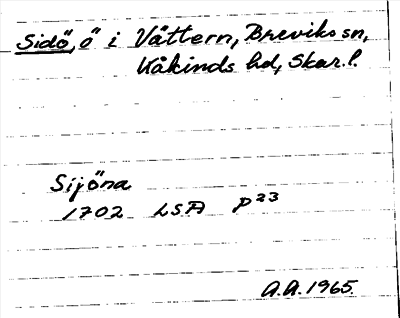 Sidö, ö i Vättern, Breviks sn,
Kåkinds hd, Skar.l.
Sijöna
1702 LSA P23
A.A. 1965.